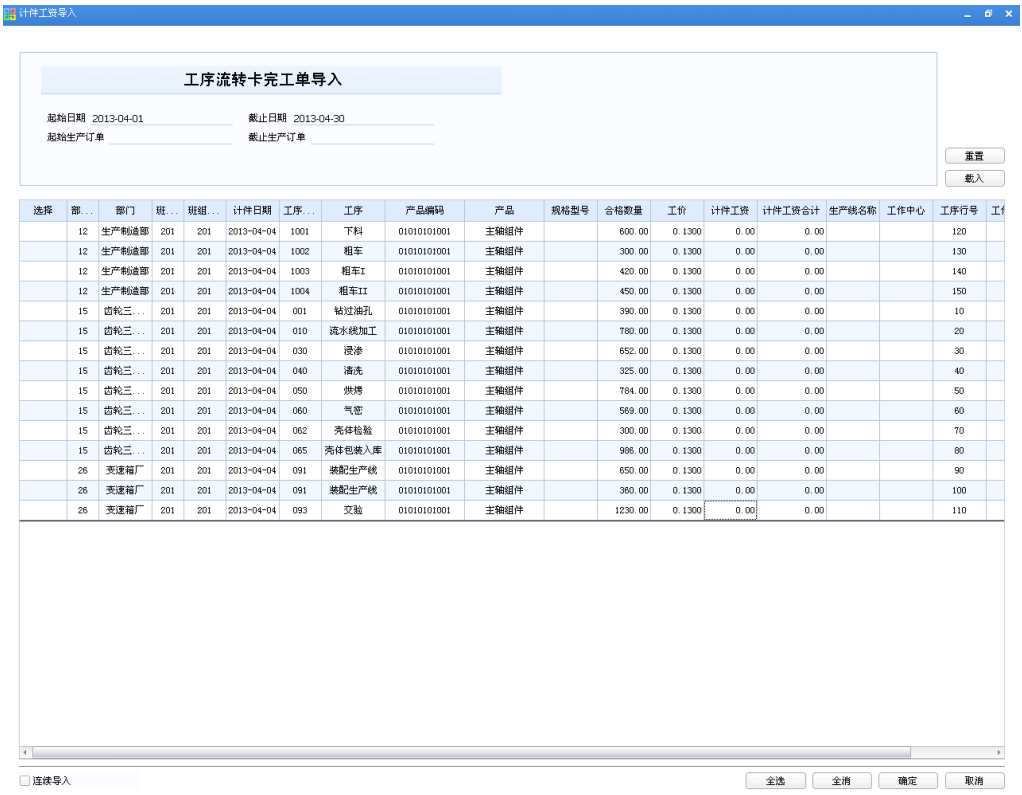 计件工资导入
工序流转卡完工单导入
起始日期 2013-04-01 截止日期 2013-04-30
起始生产订单 截止生产订单
重置
载入
选择 部... 部门 班... 班组... 计件日期 工序... 工序 产品编码 产品 规格型号 合格数量 工价 计件工资 计件工资合计 生产线名称 工作中心 工序行号
12 生产制造部 201 201 2013-04-04 1001 下料 01010101001 主轴组件 600.00 0.1300 0.00 0.00 120
12 生产制造部 201 201 2013-04-04 1002 粗车 01010101001 主轴组件 300.00 0.1300 0.00 0.00 130
12 生产制造部 201 201 2013-04-04 1003 粗车I 01010101001 主轴组件 420.00 0.1300 0.00 0.00 140
12 生产制造部 201 201 2013-04-04 1004 粗车II 01010101001 主轴组件 450.00 0.1300 0.00 0.00 150
15 齿轮三... 201 201 2013-04-04 001 钻过油孔 01010101001 主轴组件 390.00 0.1300 0.00 0.00 10
15 齿轮三... 201 201 2013-04-04 010 流水线加工 01010101001 主轴组件 780.00 0.1300 0.00 0.00 20
15 齿轮三... 201 201 2013-04-04 030 浸渗 01010101001 主轴组件 652.00 0.1300 0.00 0.00 30
15 齿轮三... 201 201 2013-04-04 040 清洗 01010101001 主轴组件 325.00 0.1300 0.00 0.00 40
15 齿轮三... 201 201 2013-04-04 050 烘烤 01010101001 主轴组件 784.00 0.1300 0.00 0.00 50
15 齿轮三... 201 201 2013-04-04 060 气密 01010101001 主轴组件 569.00 0.1300 0.00 0.00 60
15 齿轮三... 201 201 2013-04-04 062 壳体检验 01010101001 主轴组件 300.00 0.1300 0.00 0.00 70
15 齿轮三... 201 201 2013-04-04 065 壳体包装入库 01010101001 主轴组件 986.00 0.1300 0.00 0.00 80
26 变速箱厂 201 201 2013-04-04 091 装配生产线 01010101001 主轴组件 650.00 0.1300 0.00 0.00 90
26 变速箱厂 201 201 2013-04-04 091 装配生产线 01010101001 主轴组件 360.00 0.1300 0.00 0.00 100
26 变速箱厂 201 201 2013-04-04 093 交验 01010101001 主轴组件 1230.00 0.1300 0.00 0.00 110
连续导入 全选 全消 确定 取消